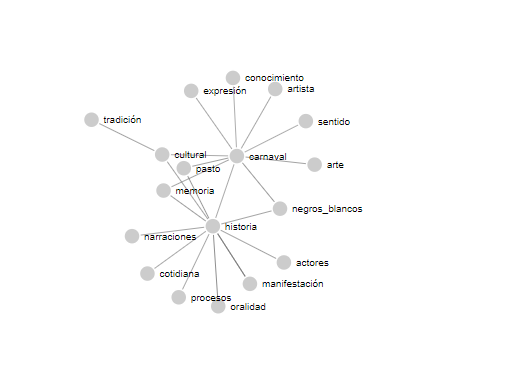 conocimiento
expresión
artista
tradición
sentido
cultural
carnaval
pasto
arte
memoria
negros_blancos
historia
narraciones
actores
cotidiana
manifestación
procesos
oralidad